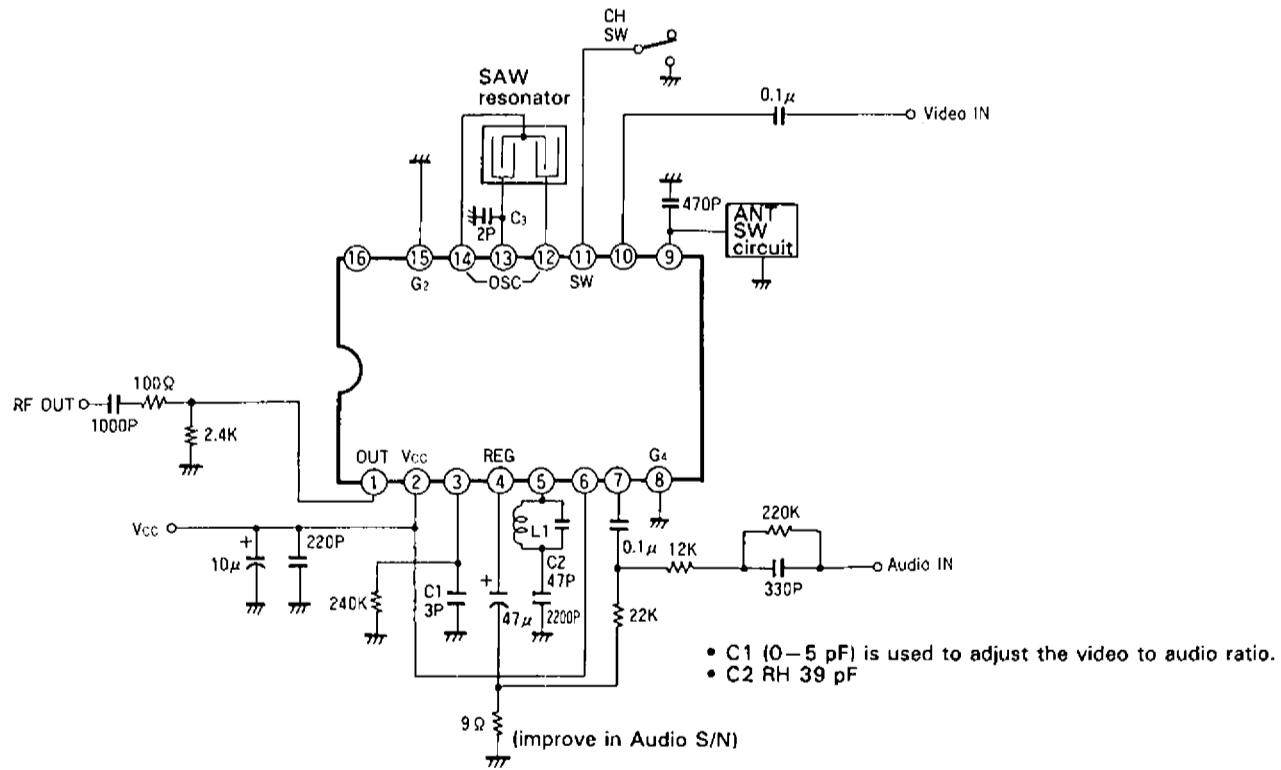 CH
SW
SAW
resonator
0.1μ
Video IN
470P
ANT
SW
circuit
C3
2P
16
15
14
13
12
11
10
9
G2
OSC
SW
RF OUT
1000P
100Ω
2.4K
OUT
VCC
REG
G4
1
2
3
4
5
6
7
8
VCC
+
10μ
220P
240K
C1
3P
+
47μ
L1
C2
47P
2200P
0.1μ
12K
220K
330P
Audio IN
22K
9Ω
(improve in Audio S/N)
• C1 (0–5 pF) is used to adjust the video to audio ratio.
• C2 RH 39 pF